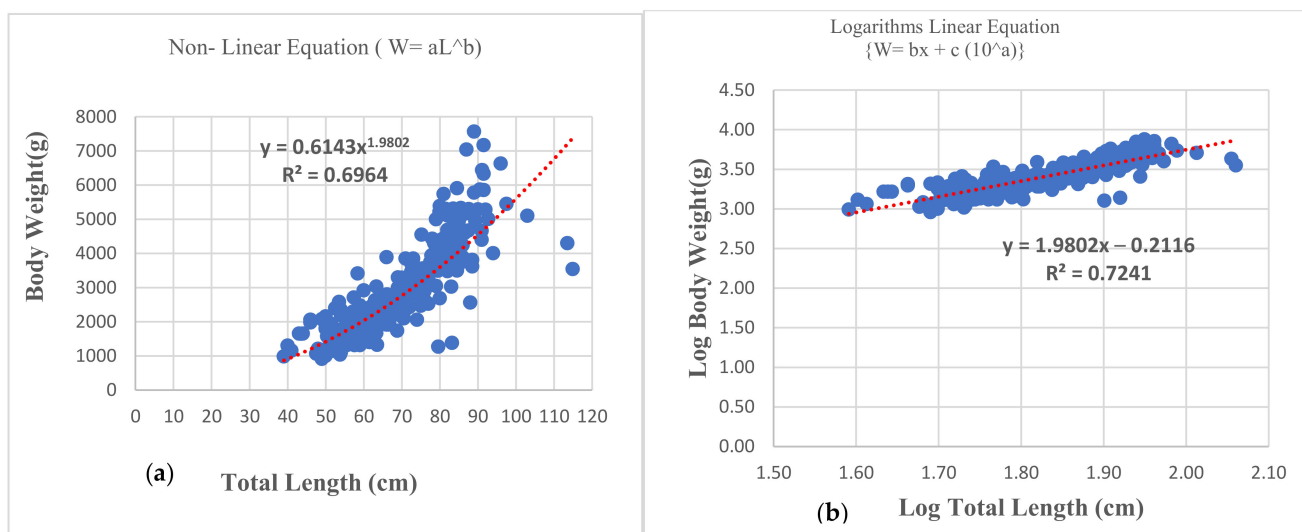 Non- Linear Equation ( W= aL^b)
8000
7000
6000
5000
4000
3000
2000
1000
0
Body Weight(g)
y = 0.6143x^1.9802
R² = 0.6964
0 10 20 30 40 50 60 70 80 90 100 110 120
(a)
Total Length (cm)
Logarithms Linear Equation
{W= bx + c (10^a)}
4.50
4.00
3.50
3.00
2.50
2.00
1.50
1.00
0.50
0.00
Log Body Weight(g)
y = 1.9802x – 0.2116
R² = 0.7241
1.50 1.60 1.70 1.80 1.90 2.00 2.10
(b)
Log Total Length (cm)